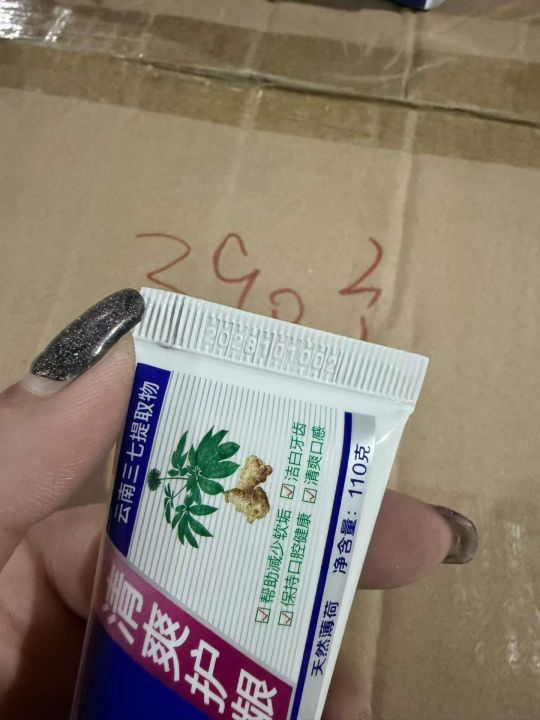 20281010C2
云南三七提取物
清爽护龈
☑帮助减少软垢 ☑洁白牙齿
☑保持口腔健康 ☑清爽口感
天然薄荷 净含量：110克